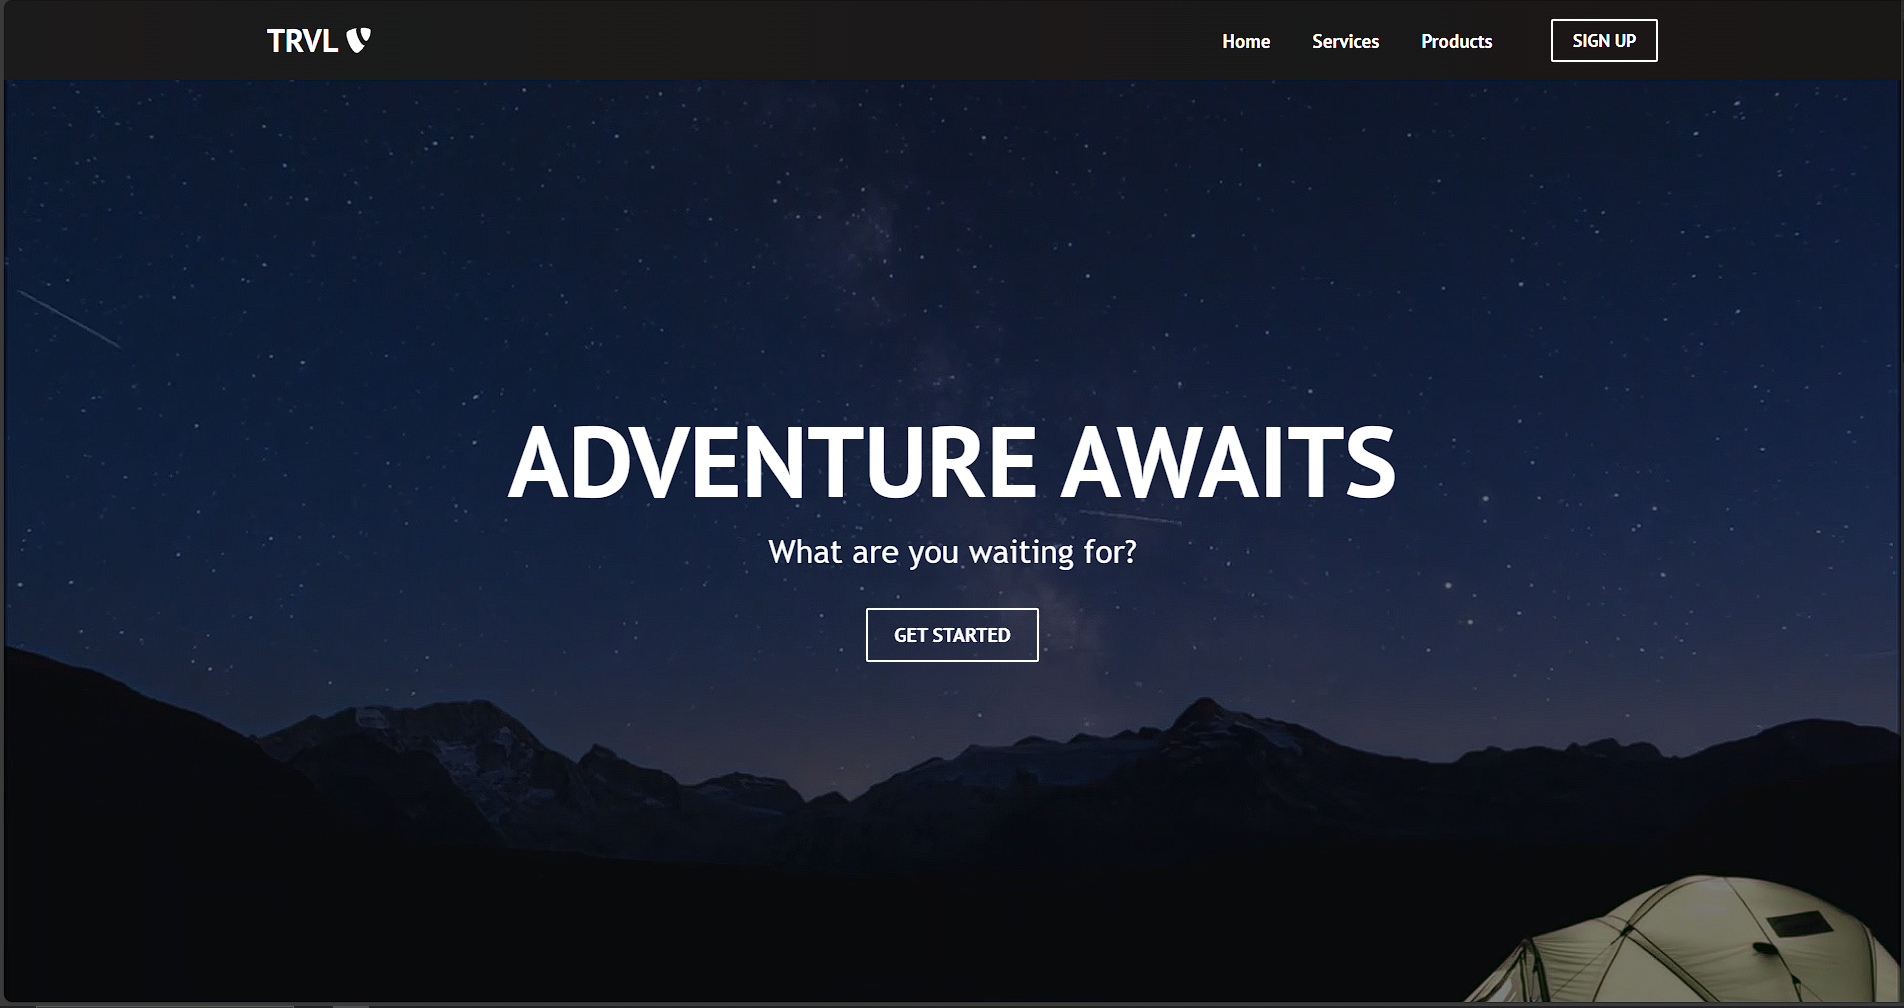 TRVL
Home Services Products SIGN UP
ADVENTURE AWAITS
What are you waiting for?
GET STARTED